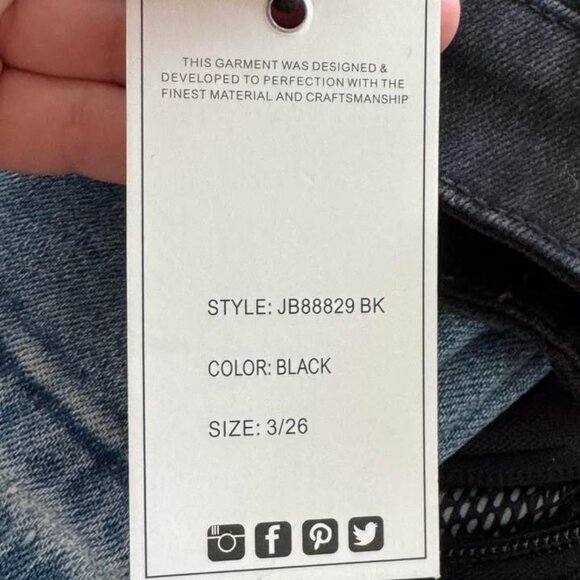 THIS GARMENT WAS DESIGNED &
DEVELOPED TO PERFECTION WITH THE
FINEST MATERIAL AND CRAFTSMANSHIP
STYLE: JB88829 BK
COLOR: BLACK
SIZE: 3/26